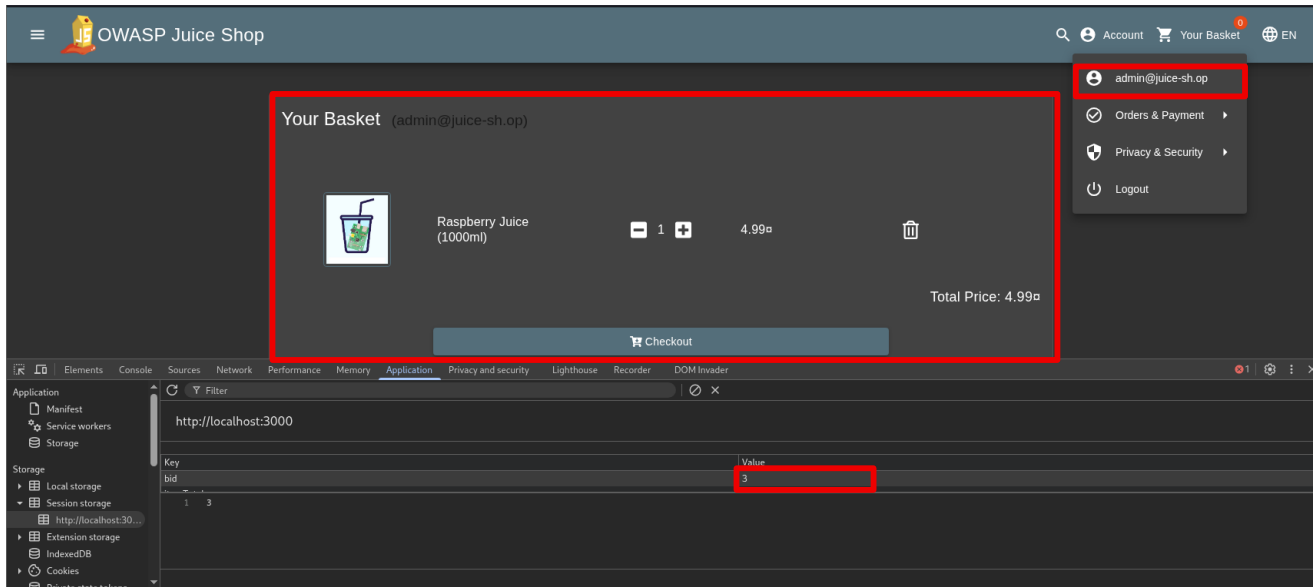 OWASP Juice Shop
Account
Your Basket
0
EN
admin@juice-sh.op
Orders & Payment
Privacy & Security
Logout
Your Basket (admin@juice-sh.op)
Raspberry Juice
(1000ml)
1
4.99¤
Total Price: 4.99¤
Checkout
Elements Console Sources Network Performance Memory Application Privacy and security Lighthouse Recorder DOM Invader
1
Application
Manifest
Service workers
Storage
Storage
Local storage
Session storage
http://localhost:30...
Extension storage
IndexedDB
Cookies
Filter
http://localhost:3000
Key Value
bid 3
1 3